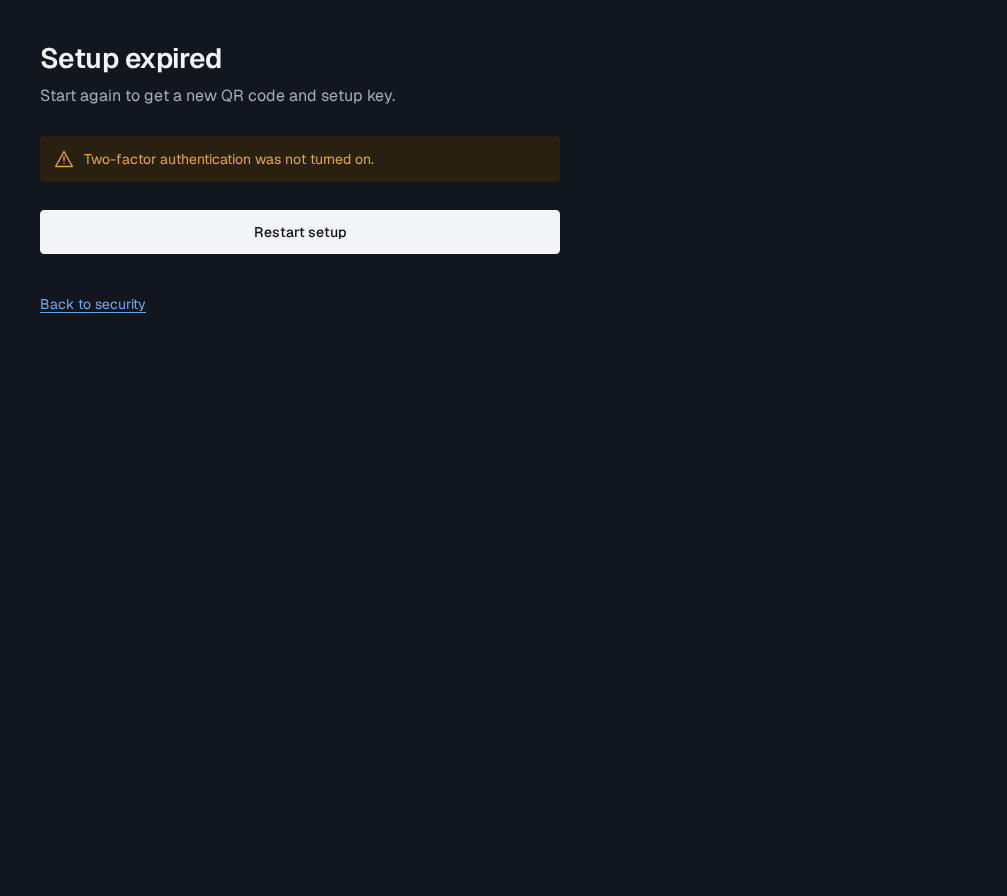 Setup expired
Start again to get a new QR code and setup key.
Two-factor authentication was not turned on.
Restart setup
Back to security